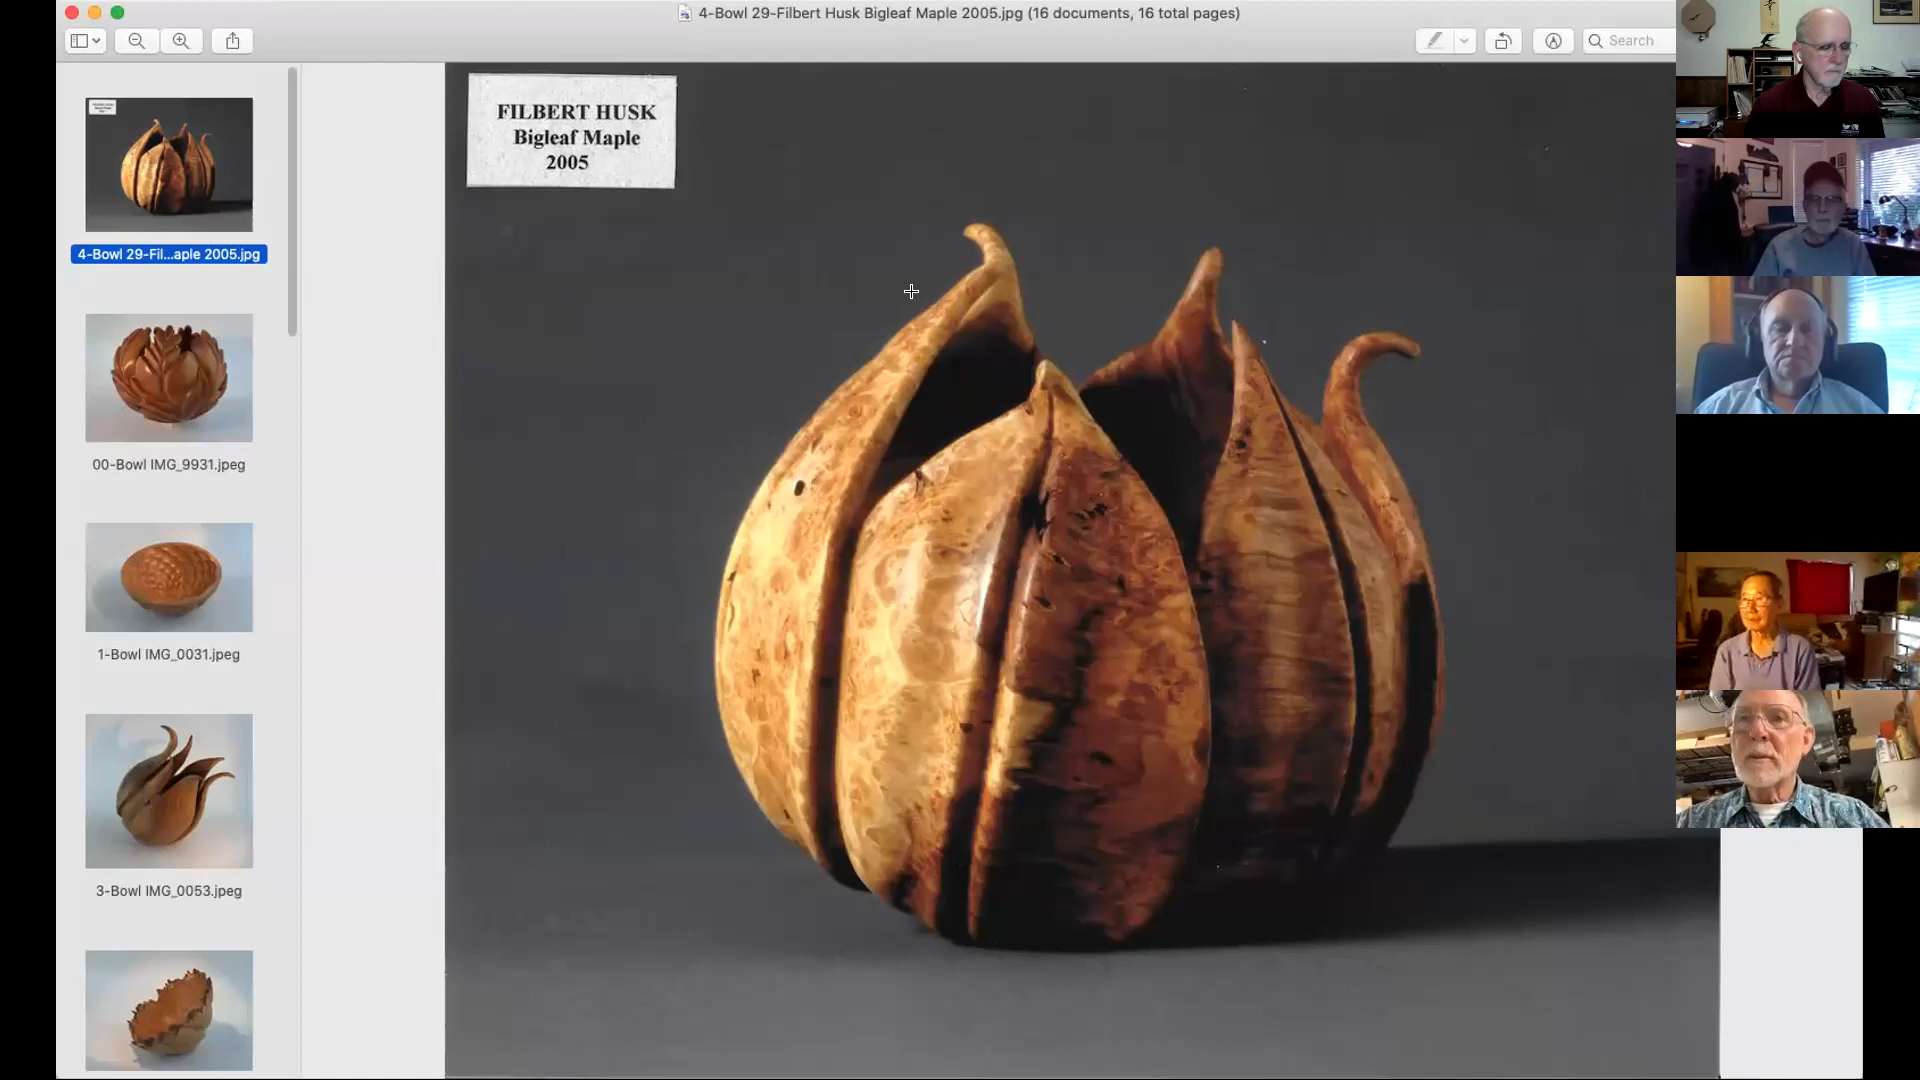 4-Bowl 29-Filbert Husk Bigleaf Maple 2005.jpg (16 documents, 16 total pages)
Search
FILBERT HUSK
Bigleaf Maple
2005
4-Bowl 29-Fil...aple 2005.jpg
00-Bowl IMG_9931.jpeg
1-Bowl IMG_0031.jpeg
3-Bowl IMG_0053.jpeg